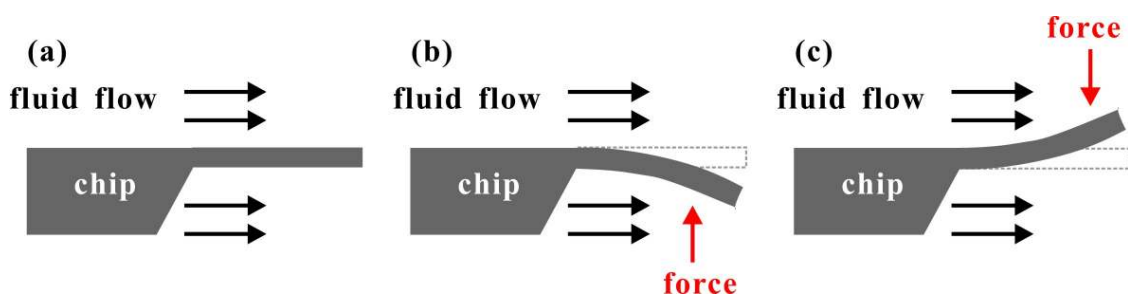 (a)
fluid flow
chip
(b)
fluid flow
chip
force
(c)
force
fluid flow
chip